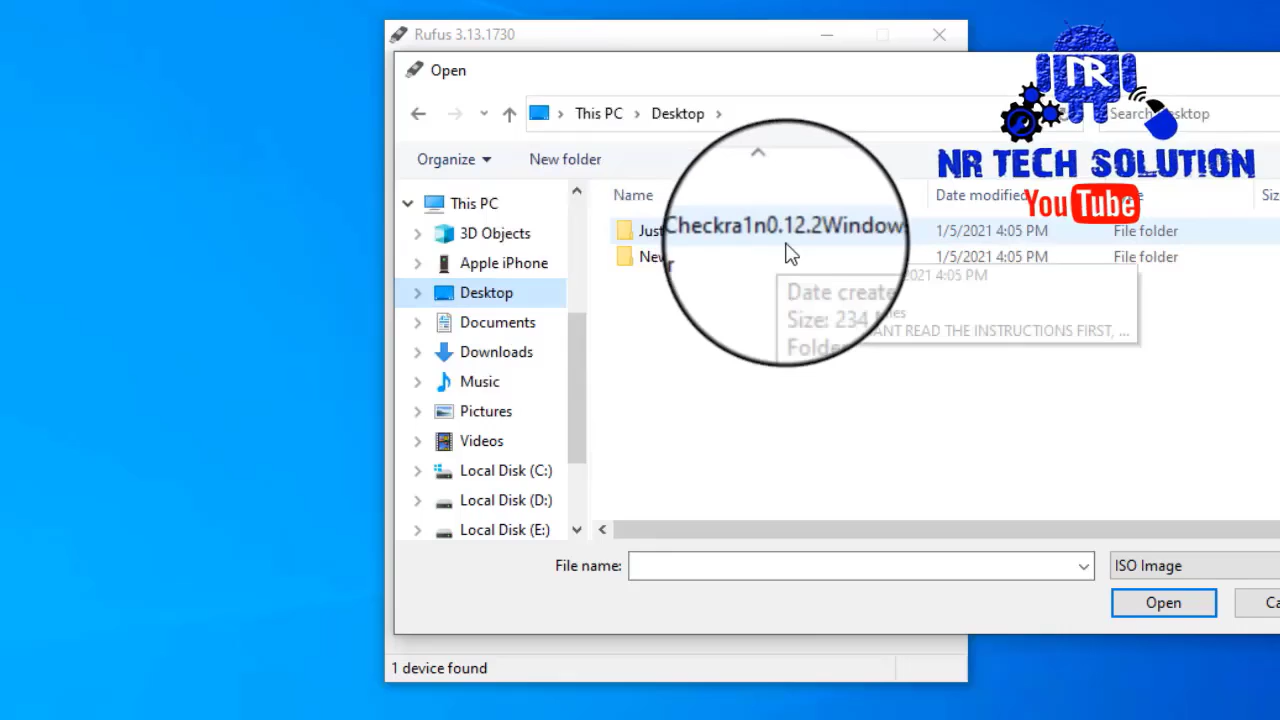 Rufus 3.13.1730
Open
This PC > Desktop >
Search Desktop
Organize
New folder
NR
NR TECH SOLUTION
YouTube
This PC
3D Objects
Apple iPhone
Desktop
Documents
Downloads
Music
Pictures
Videos
Local Disk (C:)
Local Disk (D:)
Local Disk (E:)
Name
Date modified
Siz
Jus
Checkra1n0.12.2Window
1/5/2021 4:05 PM
File folder
New
r
1/5/2021 4:05 PM
File folder
Date create
021 4:05 PM
Size: 234
Folde
ANT READ THE INSTRUCTIONS FIRST, ...
File name:
ISO Image
Open
Ca
1 device found